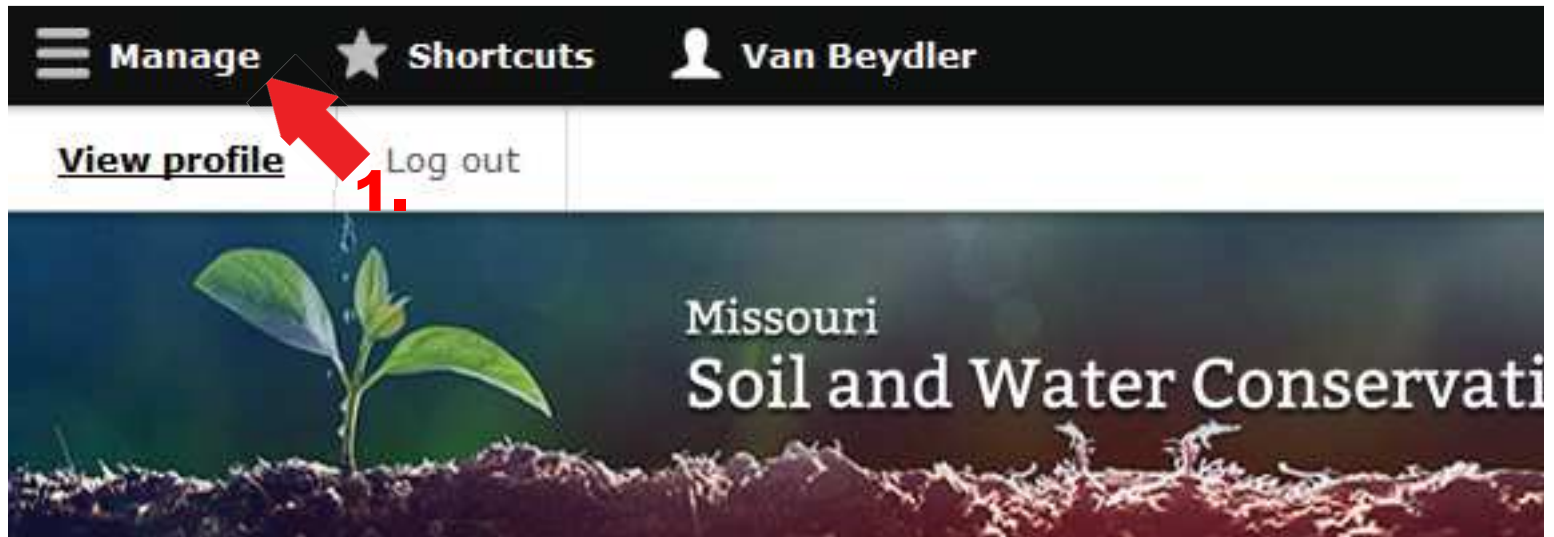 Manage Shortcuts Van Beydler
View profile Log out
1.
Missouri
Soil and Water Conservati